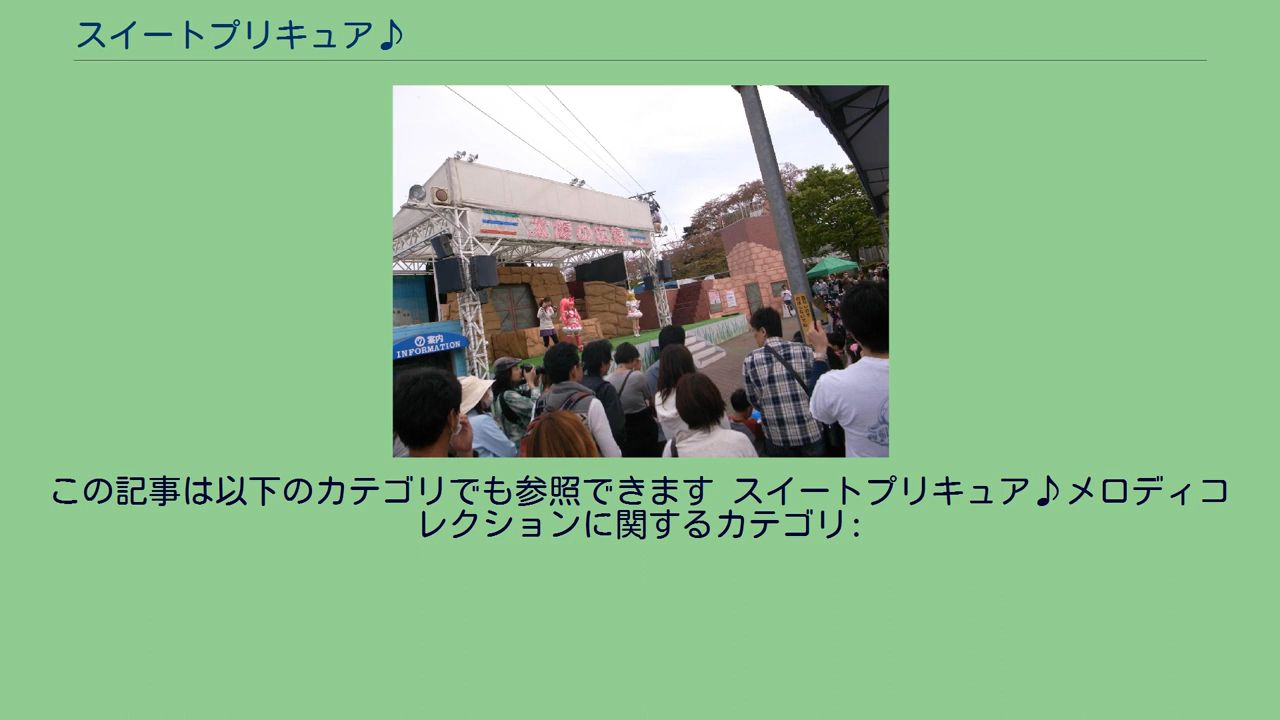 スイートプリキュア♪
案内
INFORMATION
この記事は以下のカテゴリでも参照できます スイートプリキュア♪メロディコ
レクションに関するカテゴリ: